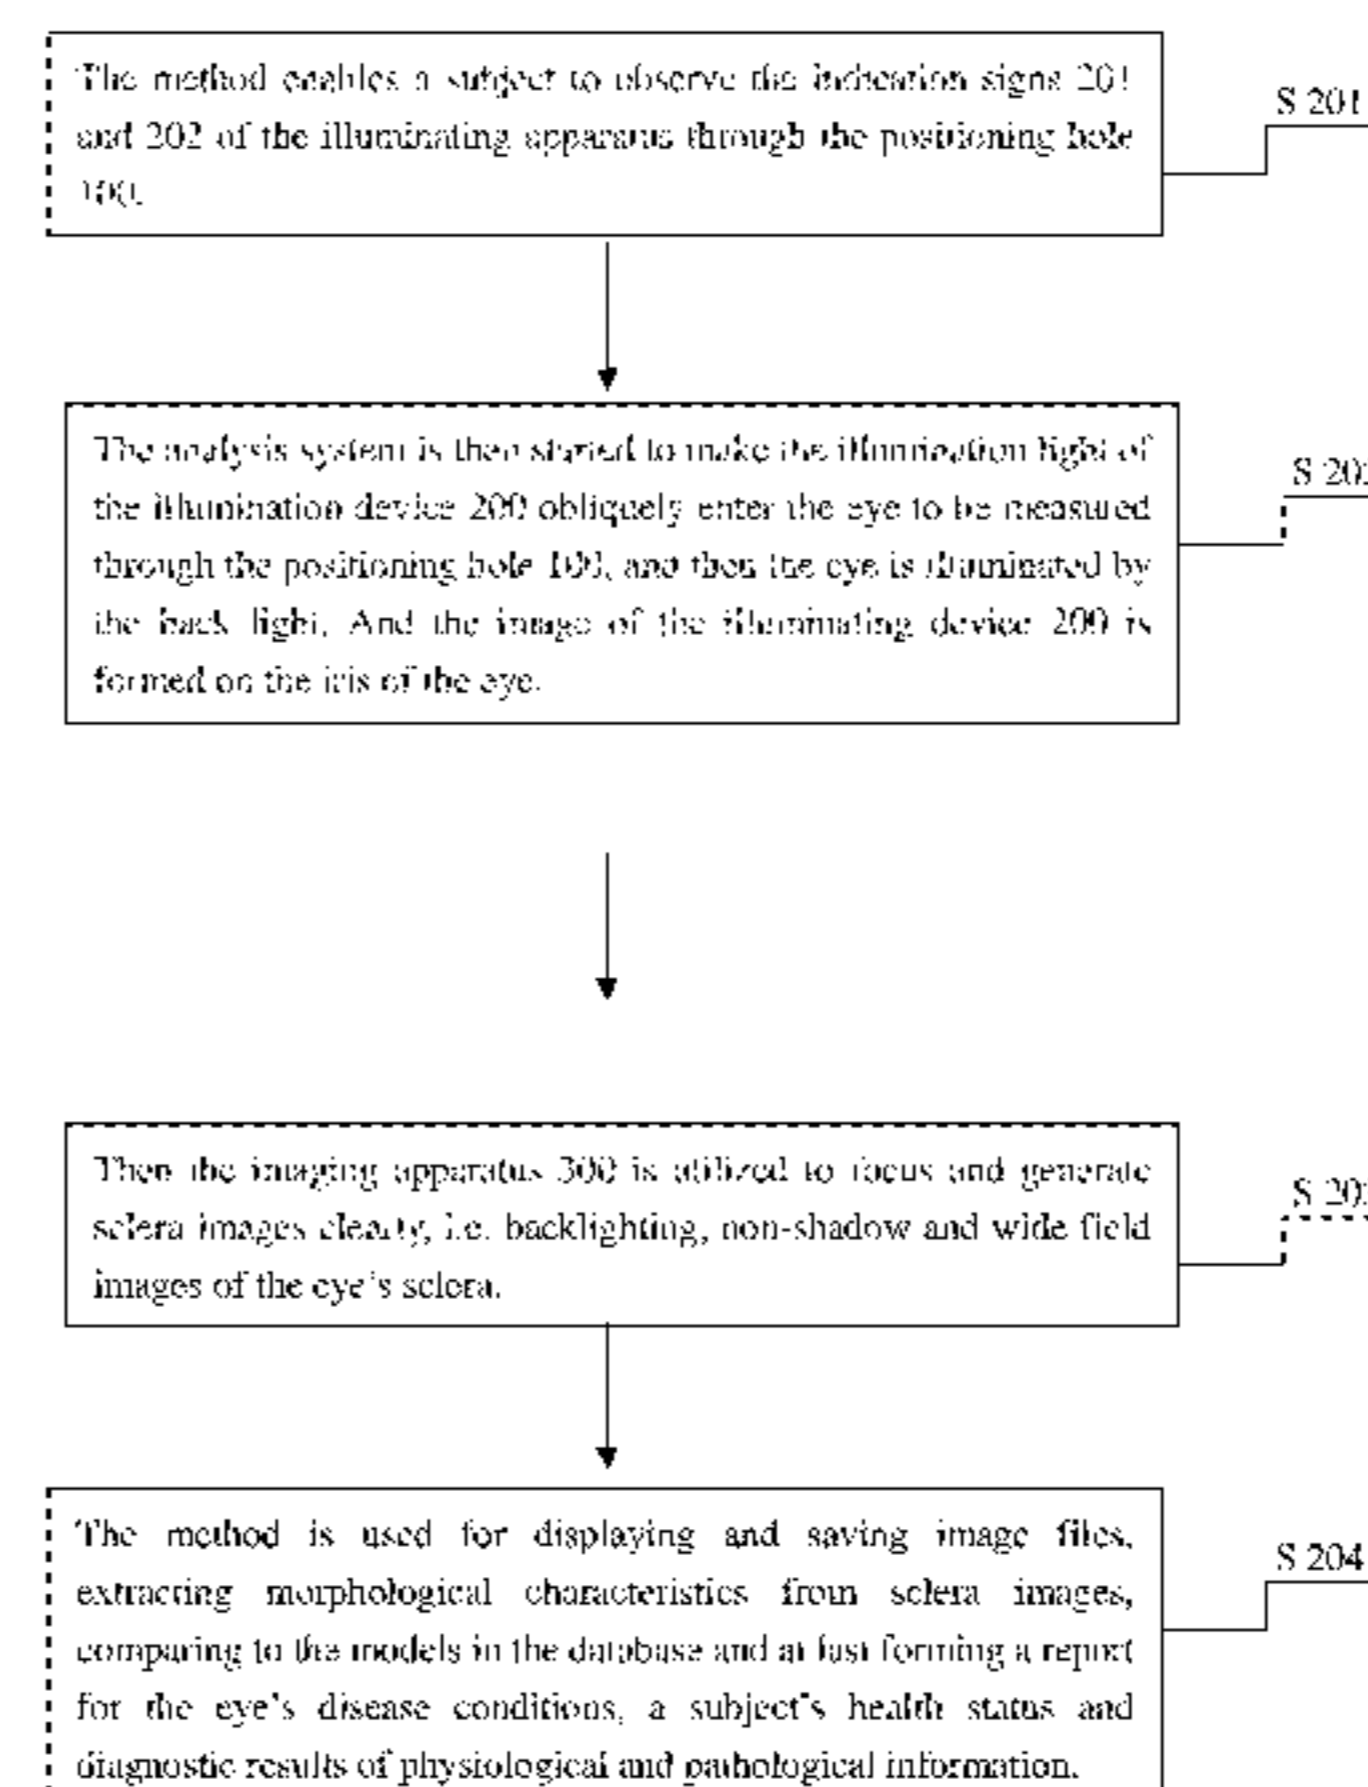 The method enables a subject to observe the indication signs 201
S 201
and 202 of the illuminating apparatus through the positioning hole
100.
The analysis system is then started to make the illumination light of
S 202
the illumination device 200 obliquely enter the eye to be measured
through the positioning hole 100, and then the eye is illuminated by
the back light. And the image of the illuminating device 200 is
formed on the iris of the eye.
Then the imaging apparatus 300 is utilized to focus and generate
S 203
sclera images clearly, i.e. backlighting, non-shadow and wide field
images of the eye's sclera.
The method is used for displaying and saving image files,
S 204
extracting morphological characteristics from sclera images,
comparing to the models in the database and at last forming a report
for the eye's disease conditions, a subject's health status and
diagnostic results of physiological and pathological information.